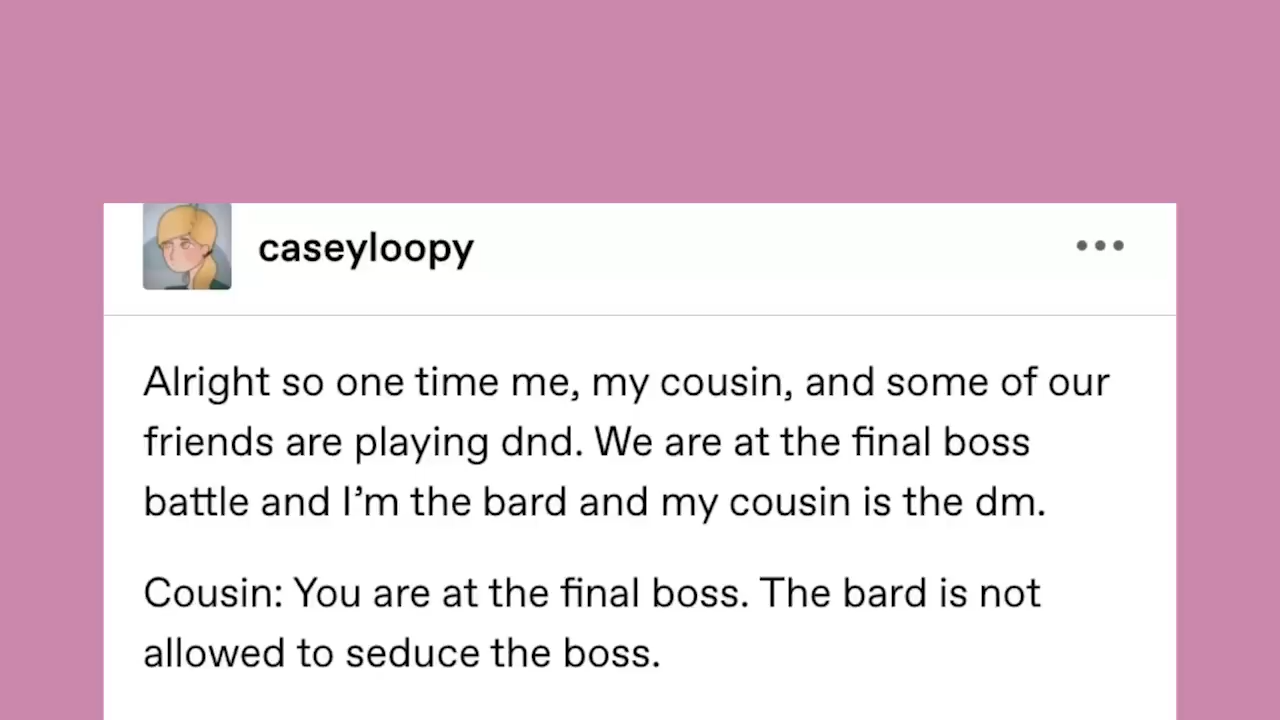 caseyloopy
Alright so one time me, my cousin, and some of our
friends are playing dnd. We are at the final boss
battle and I’m the bard and my cousin is the dm.
Cousin: You are at the final boss. The bard is not
allowed to seduce the boss.